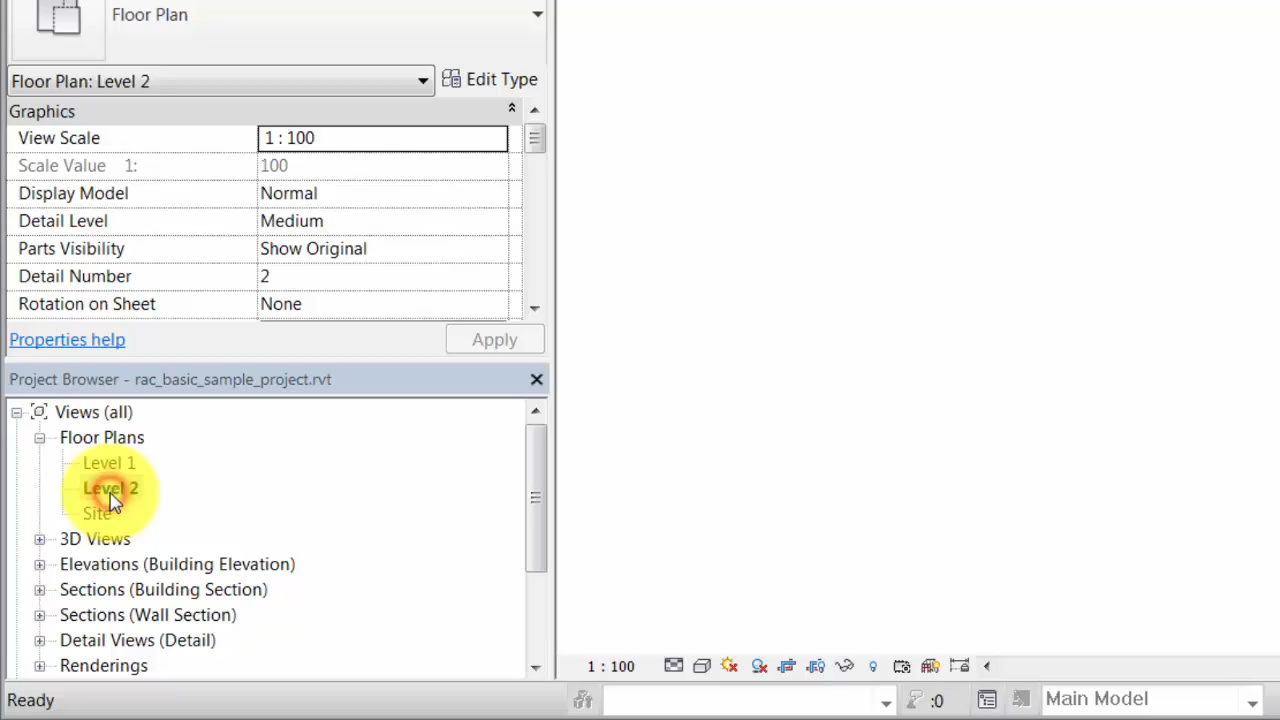 Floor Plan
Floor Plan: Level 2 Edit Type
Graphics
View Scale 1 : 100
Scale Value 1: 100
Display Model Normal
Detail Level Medium
Parts Visibility Show Original
Detail Number 2
Rotation on Sheet None
Properties help Apply
Project Browser - rac_basic_sample_project.rvt
Views (all)
Floor Plans
Level 1
Level 2
Site
3D Views
Elevations (Building Elevation)
Sections (Building Section)
Sections (Wall Section)
Detail Views (Detail)
Renderings
1 : 100
Ready :0 Main Model